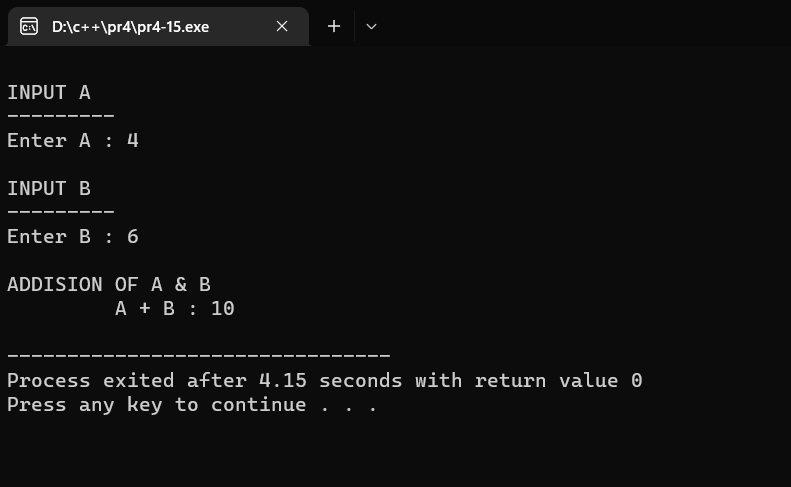 D:\c++\pr4\pr4-15.exe
INPUT A
---------
Enter A : 4
INPUT B
---------
Enter B : 6
ADDISION OF A & B
A + B : 10
--------------------------------
Process exited after 4.15 seconds with return value 0
Press any key to continue . . .